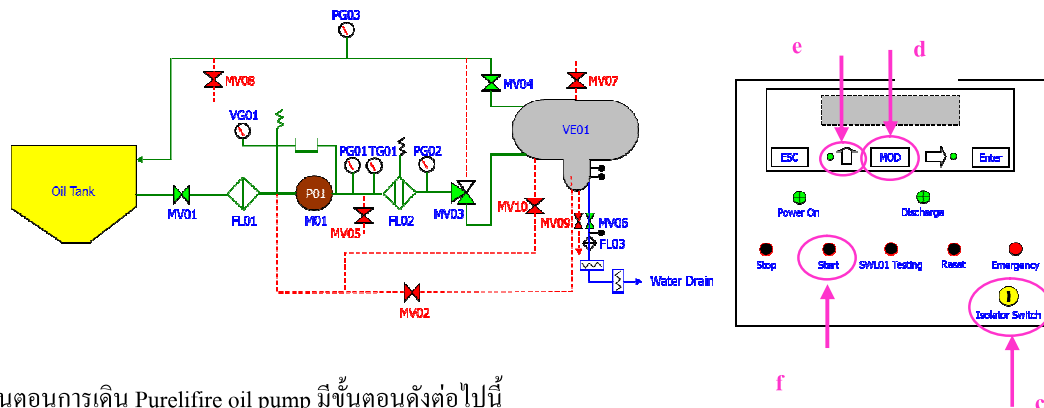 PG03
e
d
MV08
MV04
MV07
VG01
VE01
PG01
TG01
PG02
ESC
MOD
Enter
Oil Tank
P01
MV01
FL01
M01
MV05
FL02
MV03
MV10
MV09
MV06
FL03
Power On
Discharge
Stop
Start
SWL01 Testing
Reset
Emergency
Water Drain
MV02
Isolator Switch
f
c
นตอนการเดิน Purelifire oil pump มีขั้นตอนดังต่อไปนี้